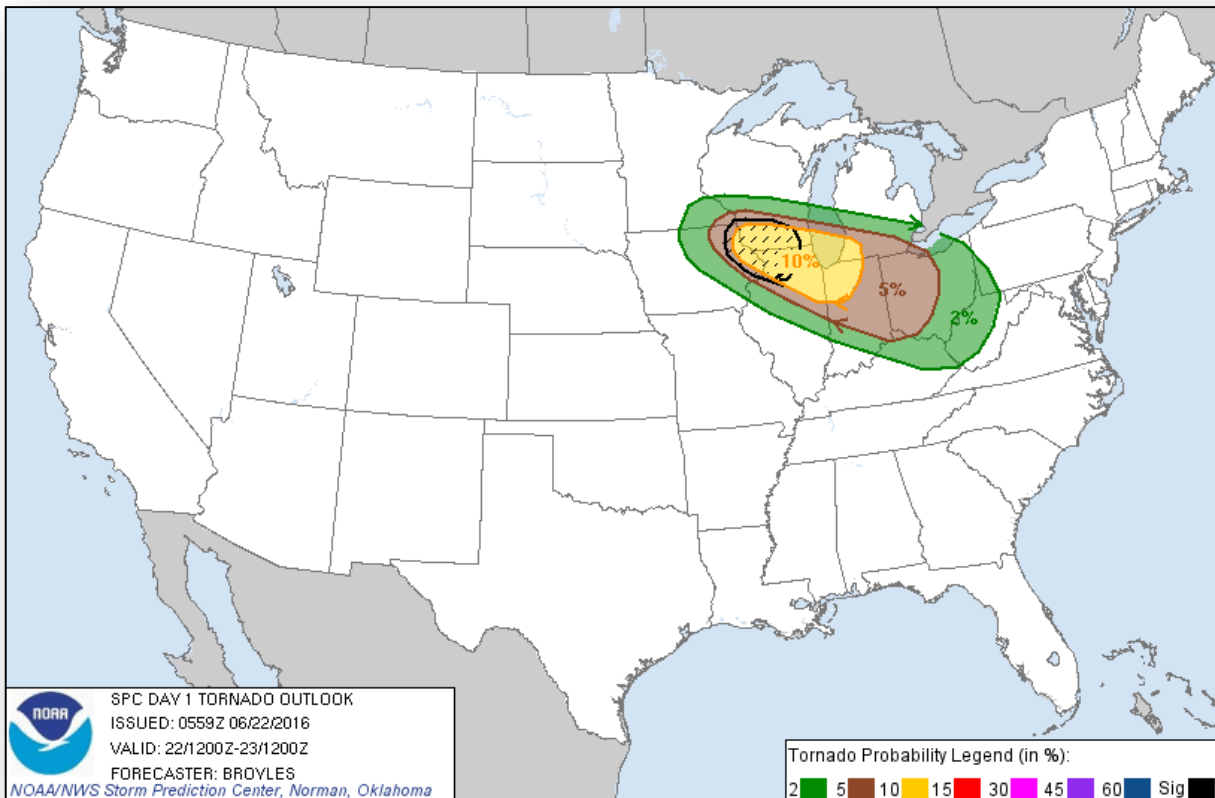 10%
5%
2%
NOAA
SPC DAY 1 TORNADO OUTLOOK
ISSUED: 0559Z 06/22/2016
VALID: 22/1200Z-23/1200Z
FORECASTER: BROYLES
NOAA/NWS Storm Prediction Center, Norman, Oklahoma
Tornado Probability Legend (in %):
2 5 10 15 30 45 60 Sig